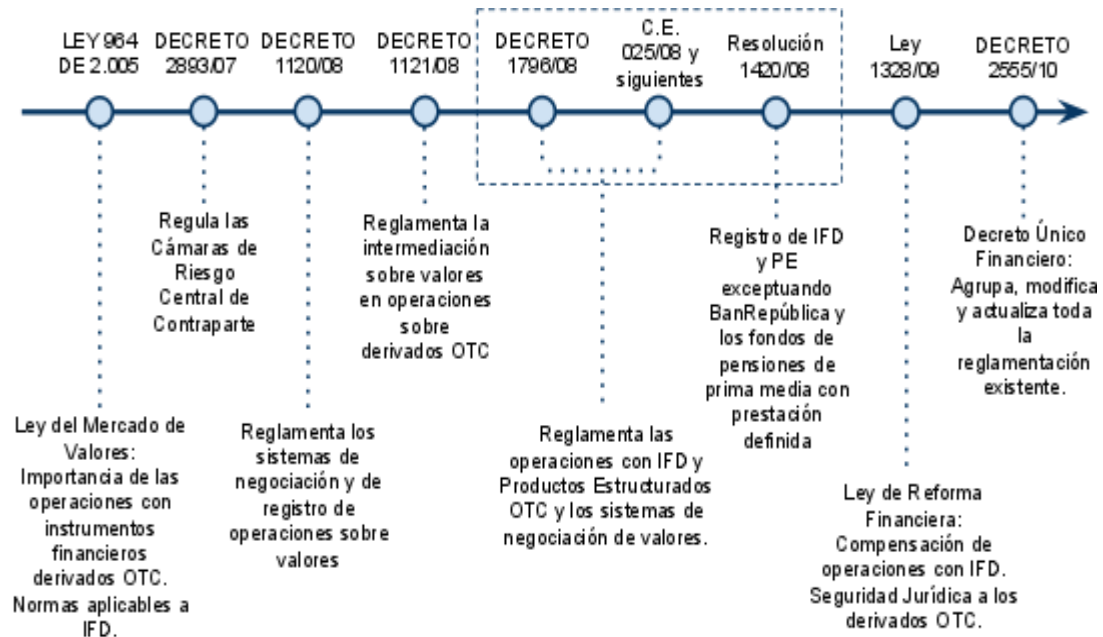 LEY 964
DE 2.005
DECRETO
2893/07
DECRETO
1120/08
DECRETO
1121/08
DECRETO
1796/08
C.E.
025/08 y
siguientes
Resolución
1420/08
Ley
1328/09
DECRETO
2555/10
Regula las
Cámaras de
Riesgo
Central de
Contraparte
Reglamenta la
intermediación
sobre valores
en operaciones
sobre
derivados OTC
Registro de IFD
y PE
exceptuando
BanRepública y
los fondos de
pensiones de
prima media con
prestación
definida
Decreto Único
Financiero:
Agrupa, modifica
y actualiza toda
la
reglamentación
existente.
Ley del Mercado de
Valores:
Importancia de las
operaciones con
instrumentos
financieros
derivados OTC.
Normas aplicables a
IFD.
Reglamenta los
sistemas de
negociación y de
registro de
operaciones sobre
valores
Reglamenta las
operaciones con IFD y
Productos Estructurados
OTC y los sistemas de
negociación de valores.
Ley de Reforma
Financiera:
Compensación de
operaciones con IFD.
Seguridad Jurídica a los
derivados OTC.